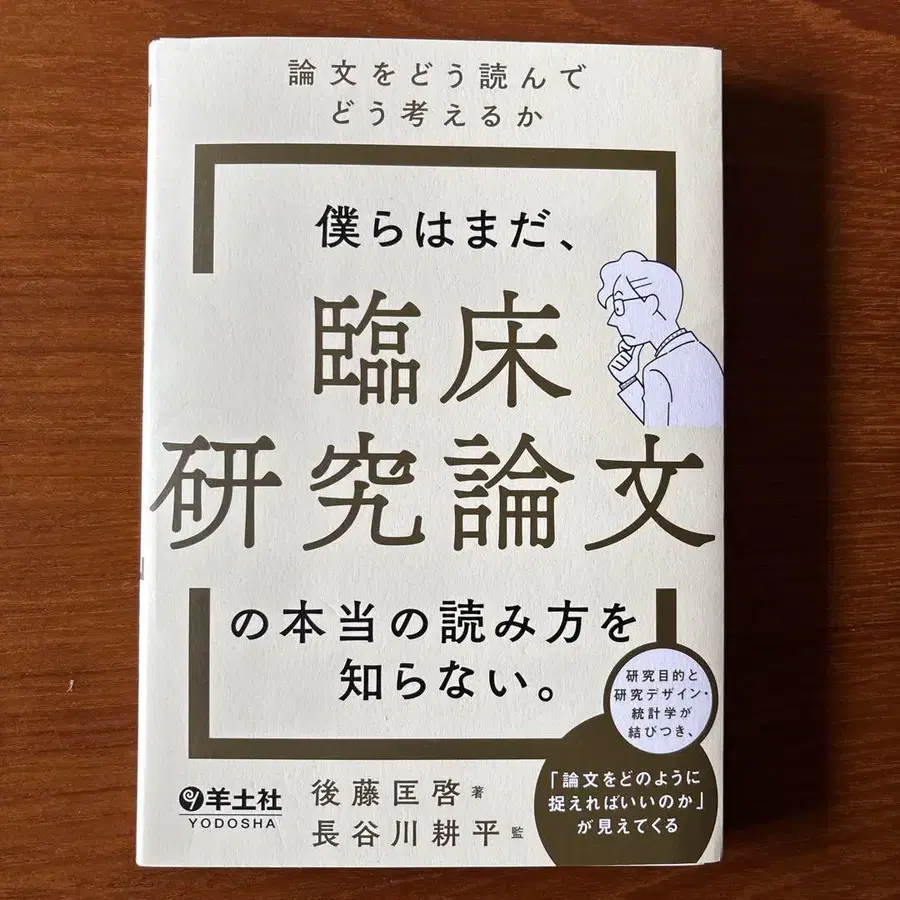 論文をどう読んで
どう考えるか
僕らはまだ、
臨床
研究論文
の本当の読み方を
知らない。
研究目的と
研究デザイン・
統計学が
結びつき、
「論文をどのように
捉えればいいのか」
が見えてくる
羊土社
YODOSHA
後藤匡啓 著
長谷川耕平 監